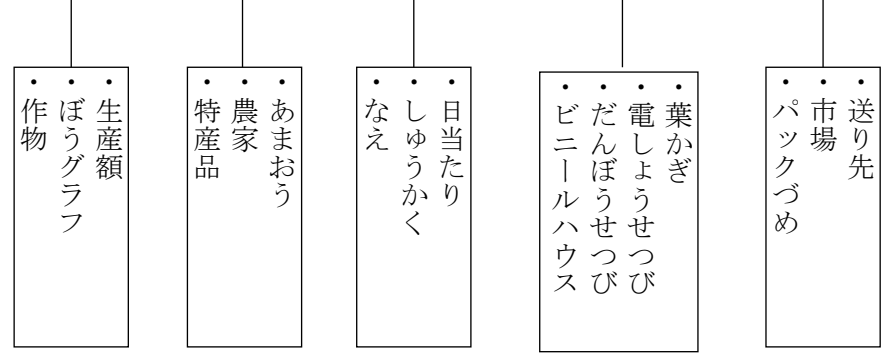 ・送り先
・市場
・パックづめ
・葉かぎ
・電しょうせつび
・だんぼうせつび
・ビニールハウス
・日当たり
・しゅうかく
・なえ
・あまおう
・農家
・特産品
・生産額
・ぼうグラフ
・作物